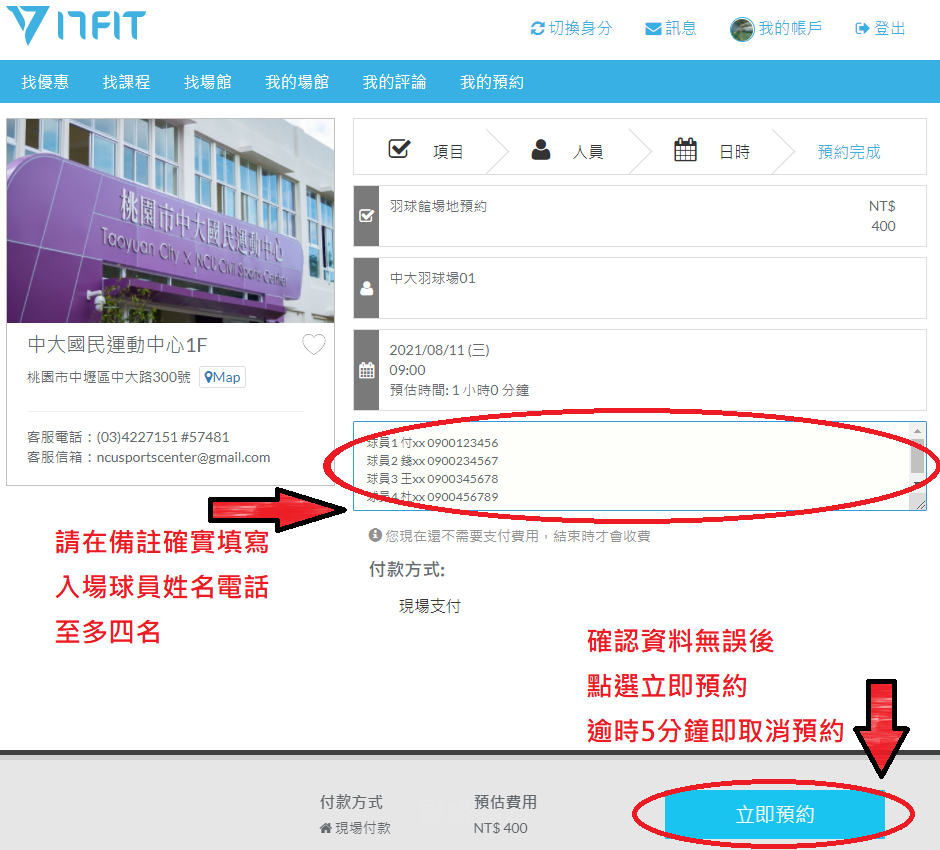 17FIT
切換身分 訊息 我的帳戶 登出
找優惠 找課程 找場館 我的場館 我的評論 我的預約
桃園市中大國民運動中心
Taoyuan City X NCU Civil Sports Center
中大國民運動中心1F
桃園市中壢區中大路300號 Map
客服電話：(03)4227151 #57481
客服信箱：ncusportscenter@gmail.com
項目 人員 日時 預約完成
羽球館場地預約 NT$
400
中大羽球場01
2021/08/11 (三)
09:00
預估時間: 1 小時0 分鐘
球員1 付xx 0900123456
球員2 錢xx 0900234567
球員3 王xx 0900345678
球員4 杜xx 0900456789
您現在還不需要支付費用，結束時才會收費
付款方式:
現場支付
請在備註確實填寫
入場球員姓名電話
至多四名
確認資料無誤後
點選立即預約
逾時5分鐘即取消預約
付款方式 預估費用
現場付款 NT$ 400
立即預約